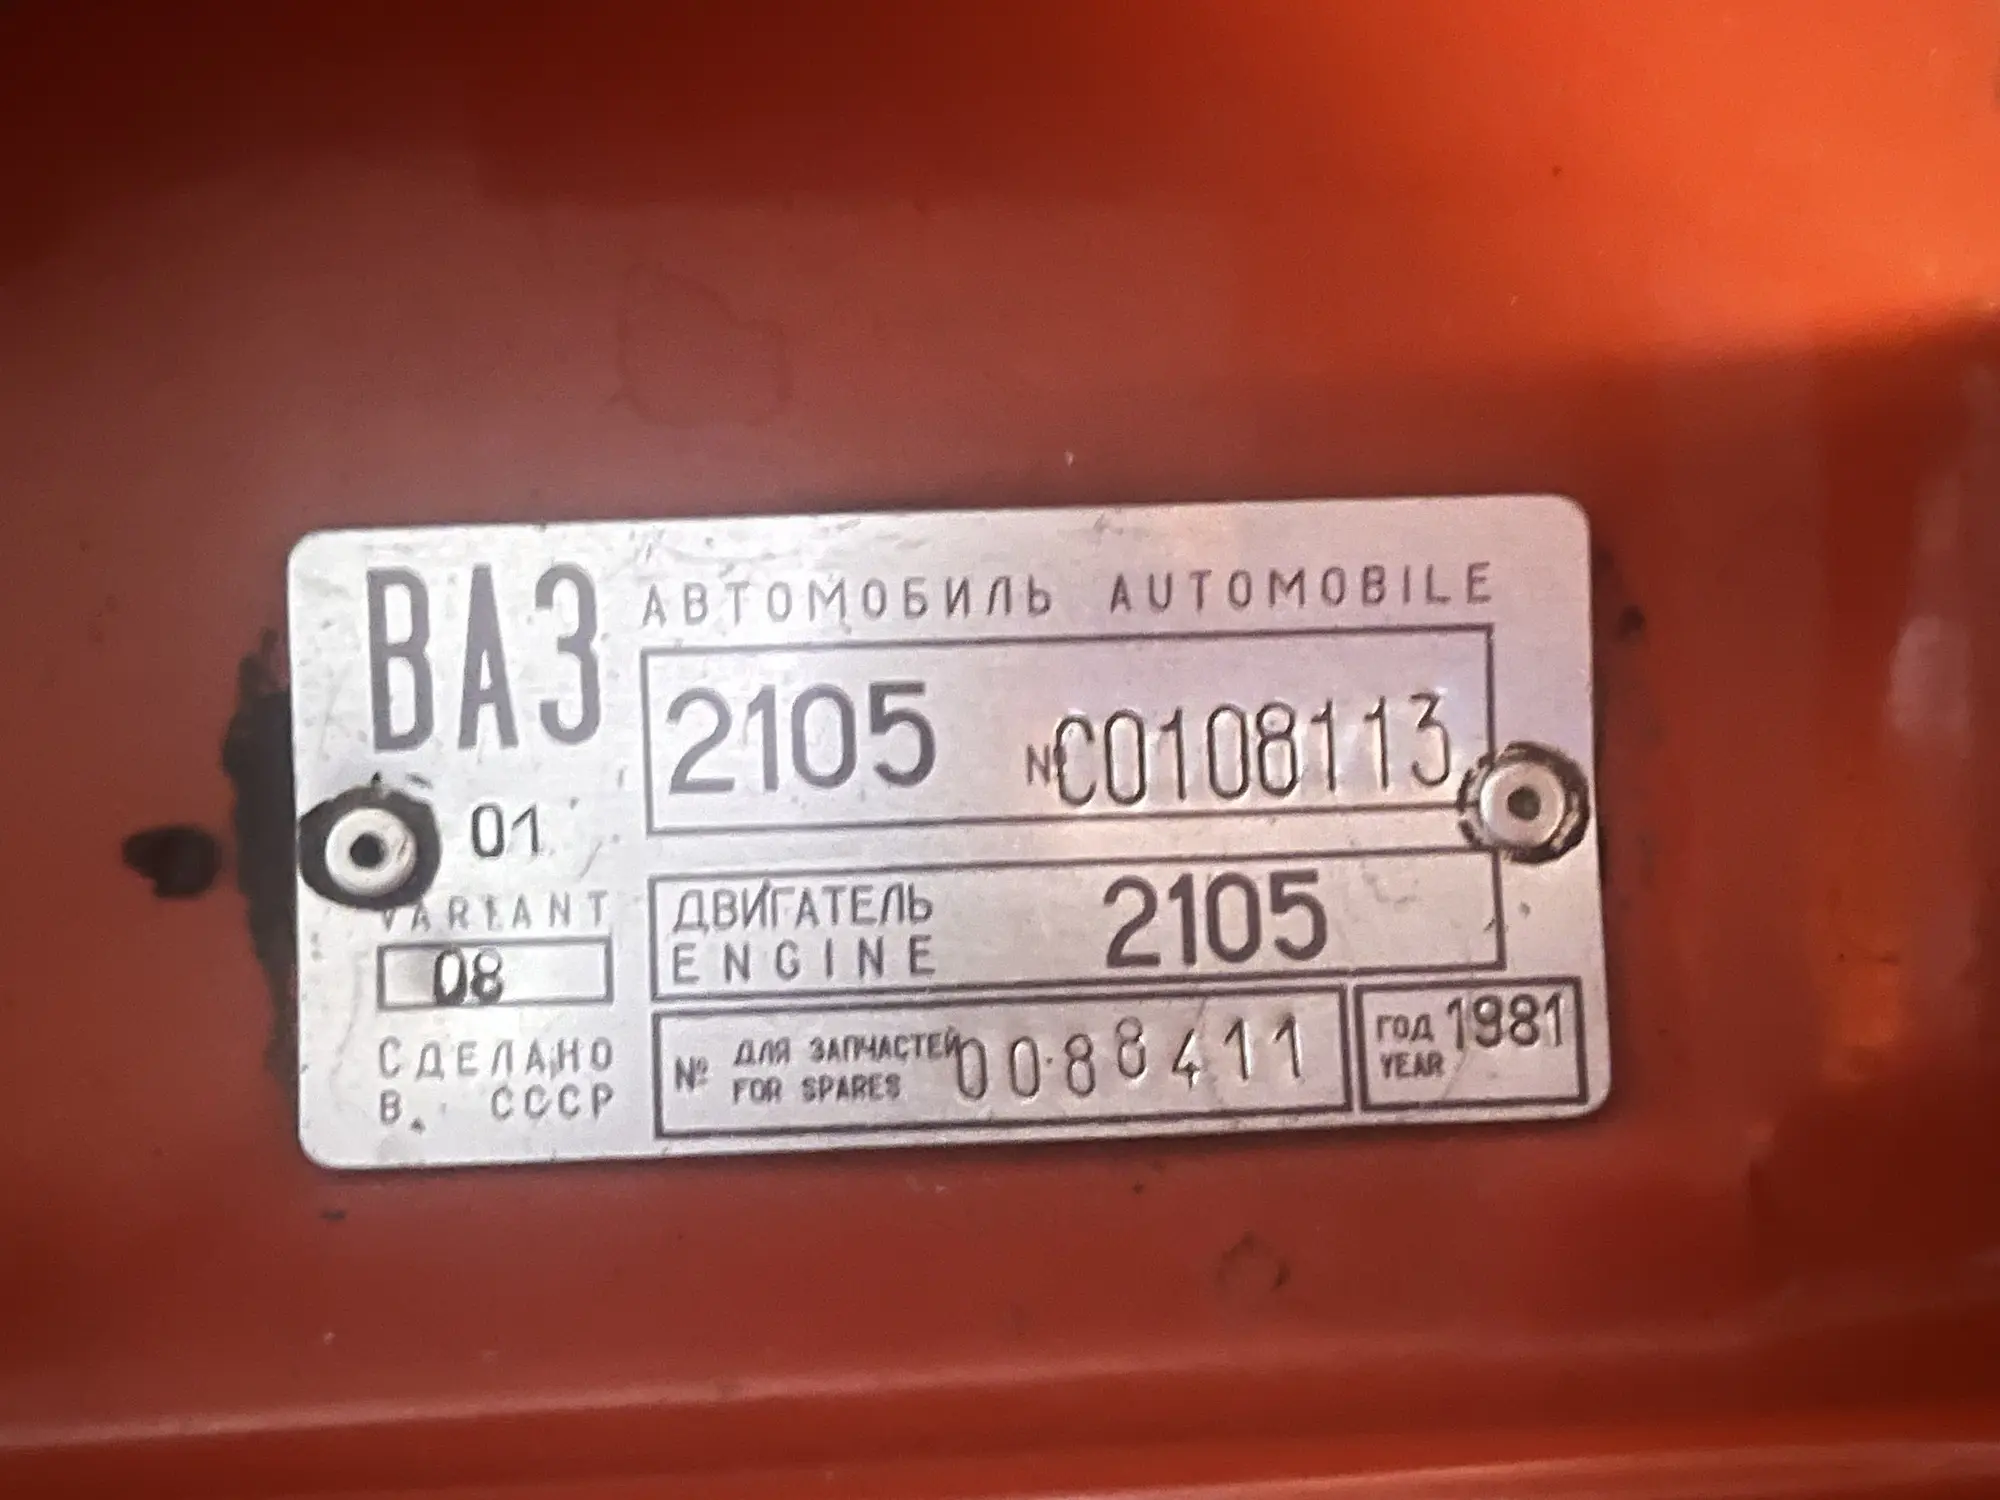 ВАЗ
АВТОМОБИЛЬ AUTOMOBILE
2105 № C0108113
01
VARIANT
08
СДЕЛАНО
В СССР
ДВИГАТЕЛЬ 2105
ENGINE
№ ДЛЯ ЗАПЧАСТЕЙ 0088411
FOR SPARES
ГОД 1981
YEAR